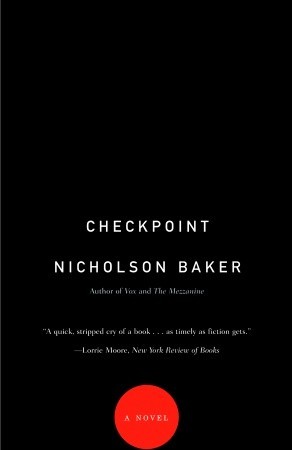 CHECKPOINT
NICHOLSON BAKER
Author of Vox and The Mezzanine
“A quick, stripped cry of a book . . . as timely as fiction gets.”
—Lorrie Moore, New York Review of Books
A NOVEL